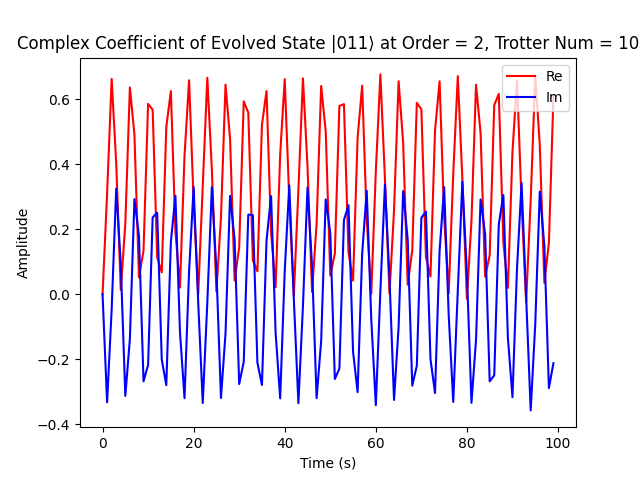 Complex Coefficient of Evolved State |011⟩ at Order = 2, Trotter Num = 10
Re
Im
0.6
0.4
0.2
0.0
−0.2
−0.4
Amplitude
0
20
40
60
80
100
Time (s)